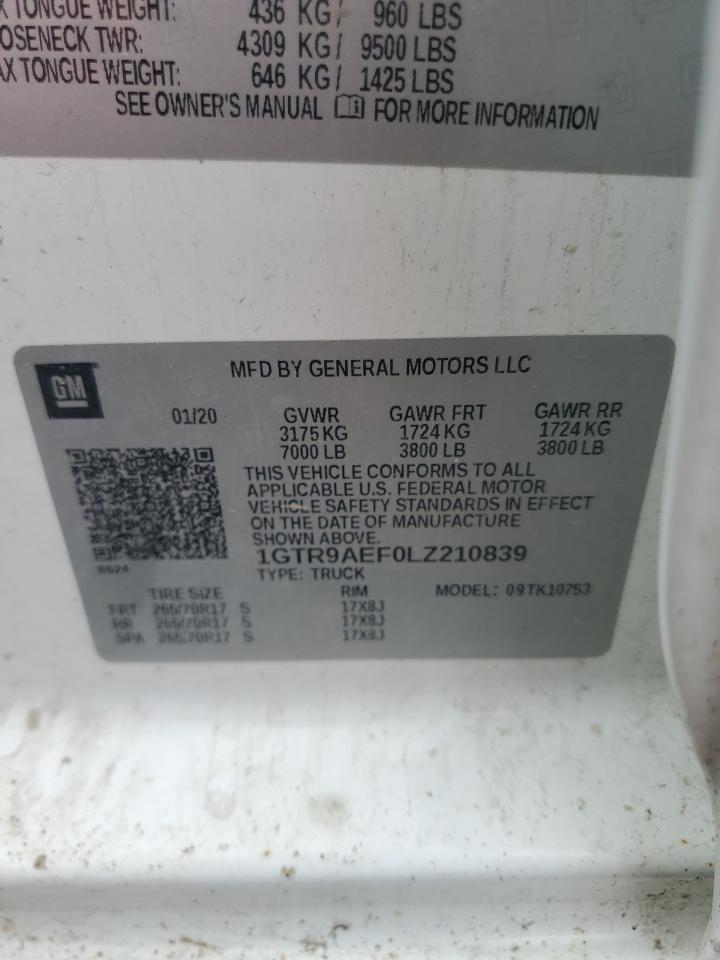 TONGUE WEIGHT: 436 KG/ 960 LBS
TWR: 4309 KG/ 9500 LBS
TONGUE WEIGHT: 646 KG/ 1425 LBS
SEE OWNER'S MANUAL FOR MORE INFORMATION
GM
MFD BY GENERAL MOTORS LLC
01/20 GVWR GAWR FRT GAWR RR
3175 KG 1724 KG 1724 KG
7000 LB 3800 LB 3800 LB
THIS VEHICLE CONFORMS TO ALL
APPLICABLE U.S. FEDERAL MOTOR
VEHICLE SAFETY STANDARDS IN EFFECT
ON THE DATE OF MANUFACTURE
SHOWN ABOVE.
8624
1GTR9AEF0LZ210839
TYPE: TRUCK MODEL: 09TK10753
TIRE SIZE RIM
FRT 265/70R17 S 17X8J
RR 265/70R17 S 17X8J
SPA 265/70R17 S 17X8J